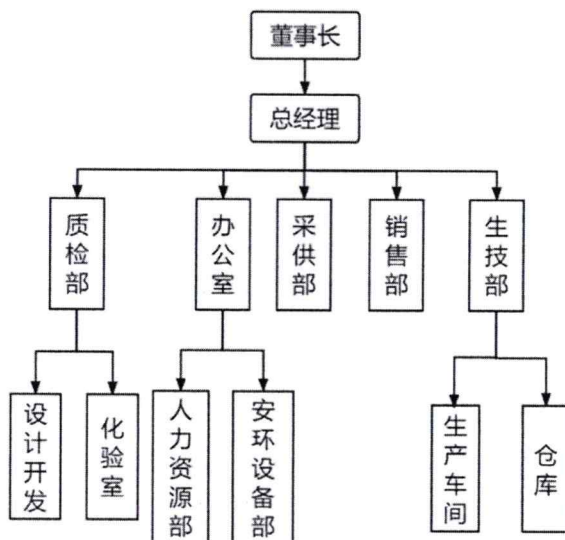 董事长
总经理
质检部
办公室
采供部
销售部
生技部
设计开发
化验室
人力资源部
安环设备部
生产车间
仓库